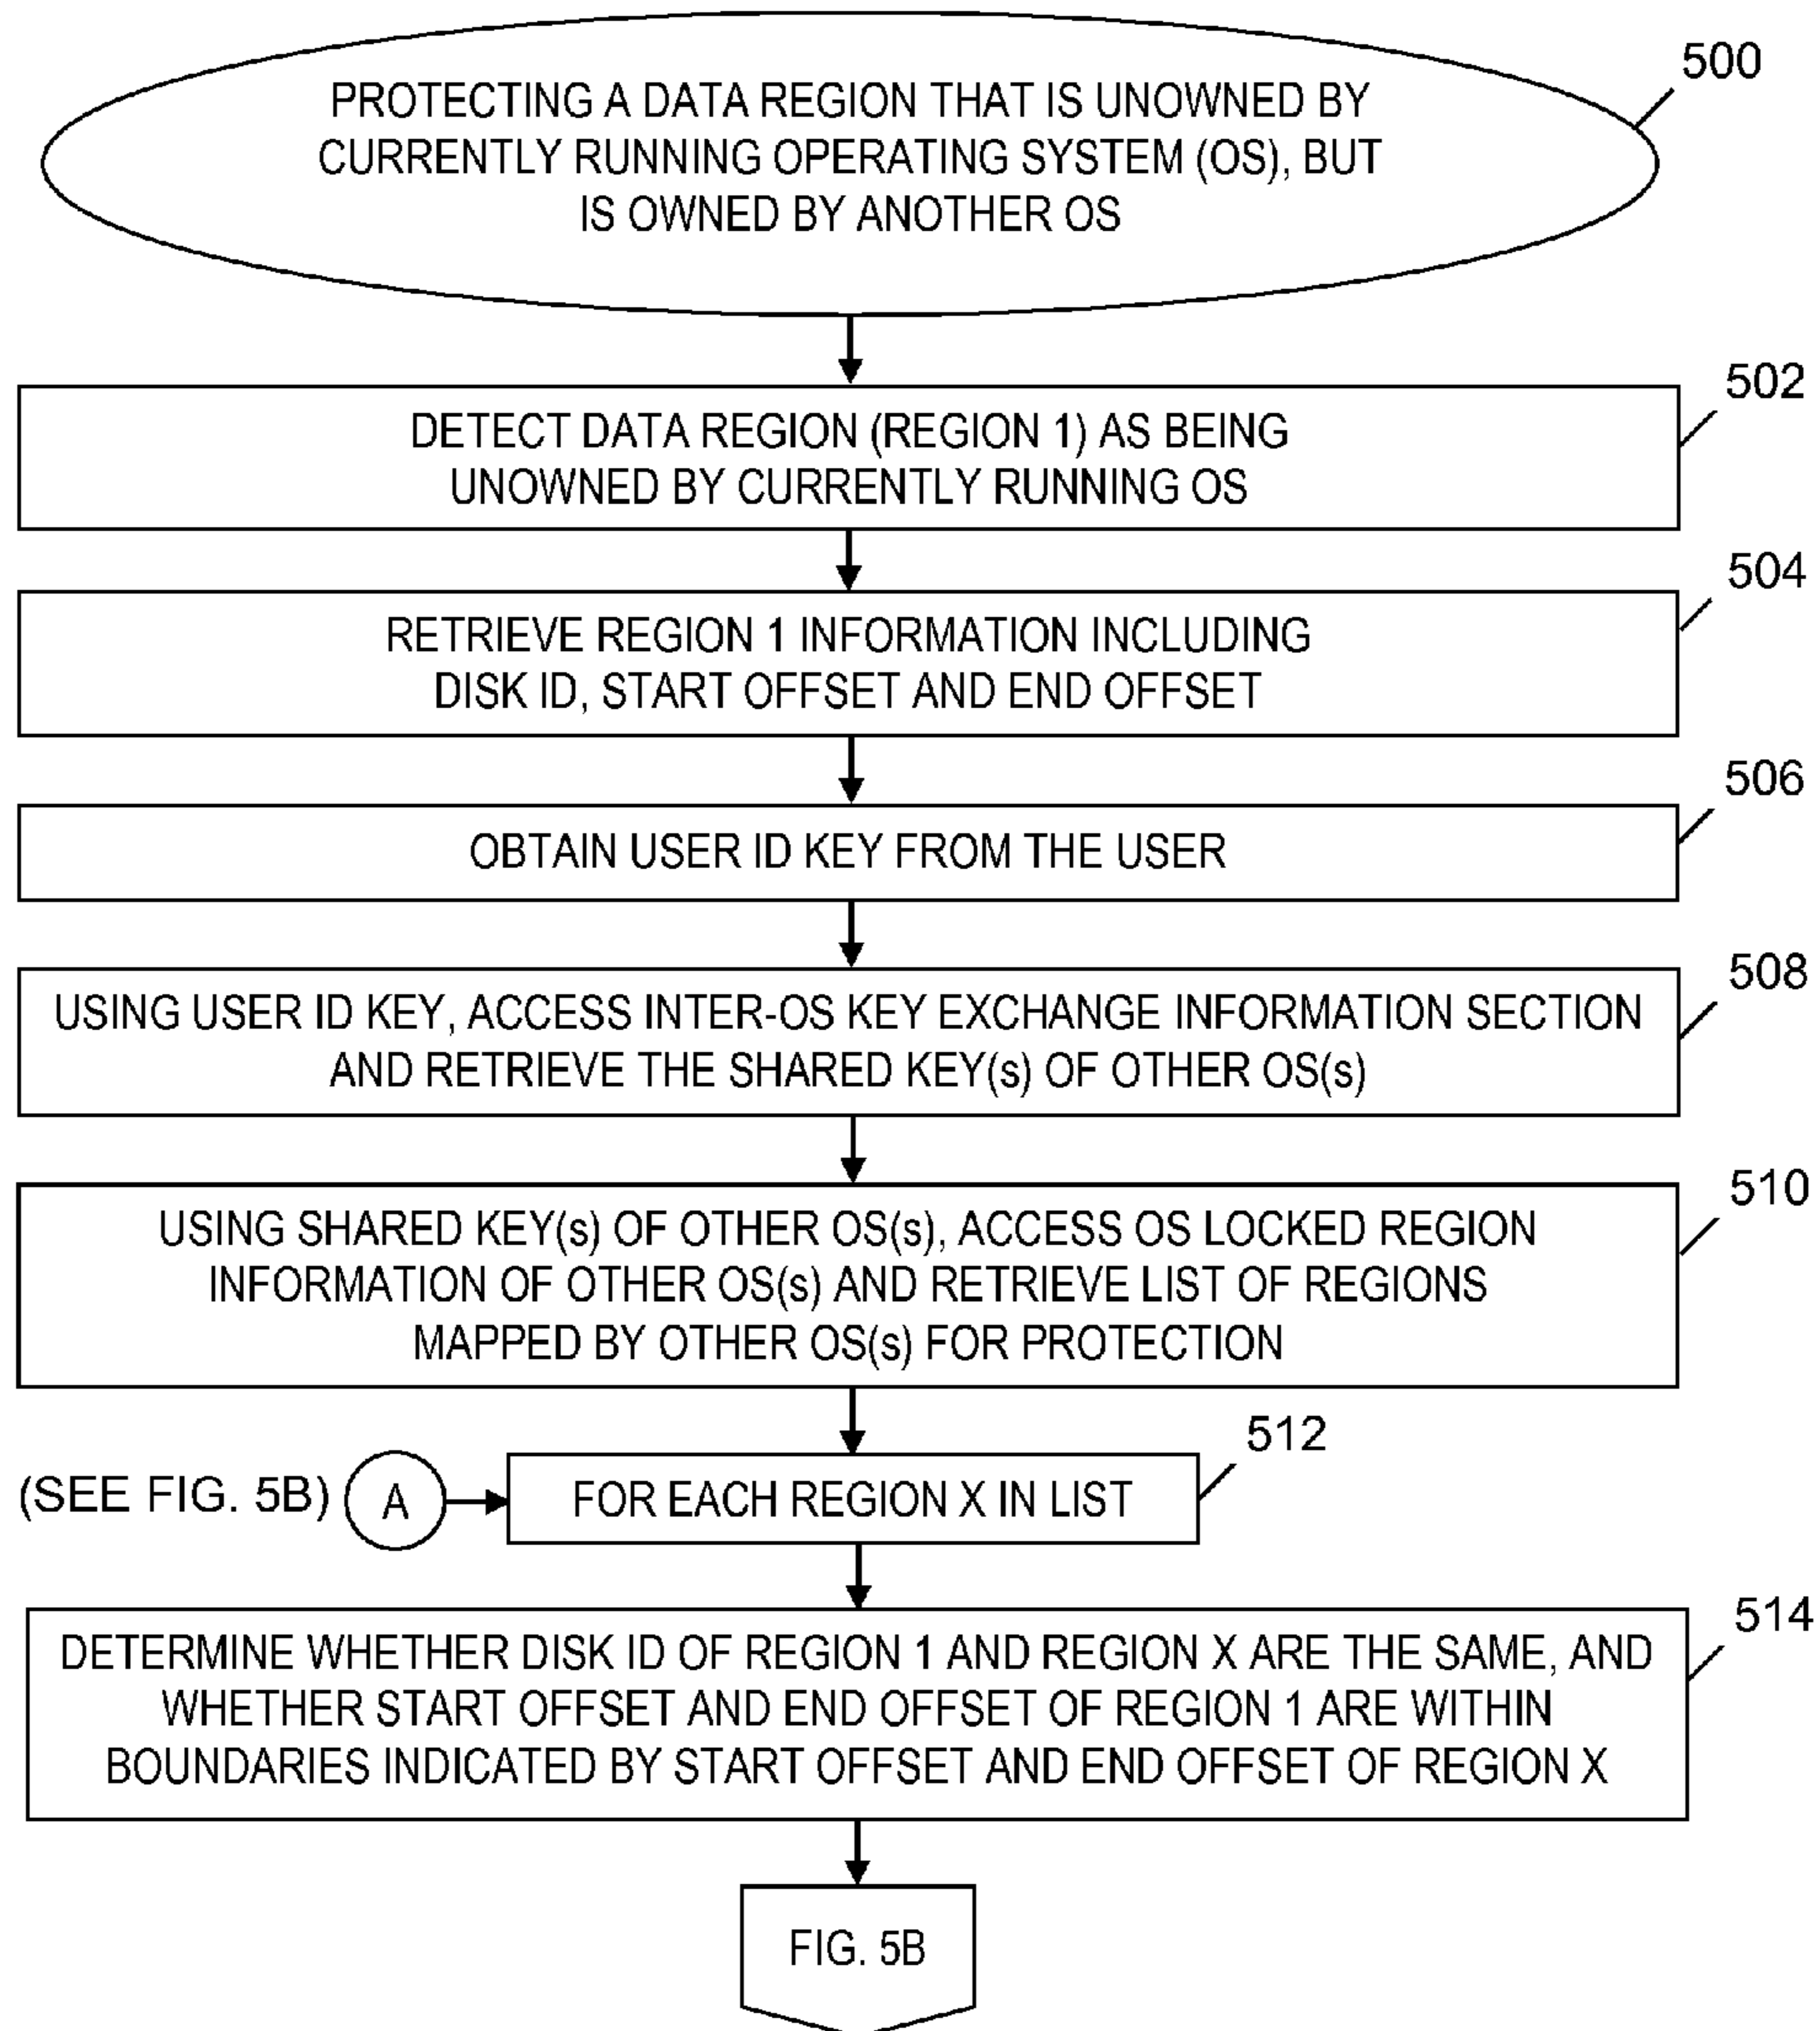 500
PROTECTING A DATA REGION THAT IS UNOWNED BY
CURRENTLY RUNNING OPERATING SYSTEM (OS), BUT
IS OWNED BY ANOTHER OS
502
DETECT DATA REGION (REGION 1) AS BEING
UNOWNED BY CURRENTLY RUNNING OS
504
RETRIEVE REGION 1 INFORMATION INCLUDING
DISK ID, START OFFSET AND END OFFSET
506
OBTAIN USER ID KEY FROM THE USER
508
USING USER ID KEY, ACCESS INTER-OS KEY EXCHANGE INFORMATION SECTION
AND RETRIEVE THE SHARED KEY(s) OF OTHER OS(s)
510
USING SHARED KEY(s) OF OTHER OS(s), ACCESS OS LOCKED REGION
INFORMATION OF OTHER OS(s) AND RETRIEVE LIST OF REGIONS
MAPPED BY OTHER OS(s) FOR PROTECTION
512
(SEE FIG. 5B) A FOR EACH REGION X IN LIST
514
DETERMINE WHETHER DISK ID OF REGION 1 AND REGION X ARE THE SAME, AND
WHETHER START OFFSET AND END OFFSET OF REGION 1 ARE WITHIN
BOUNDARIES INDICATED BY START OFFSET AND END OFFSET OF REGION X
FIG. 5B